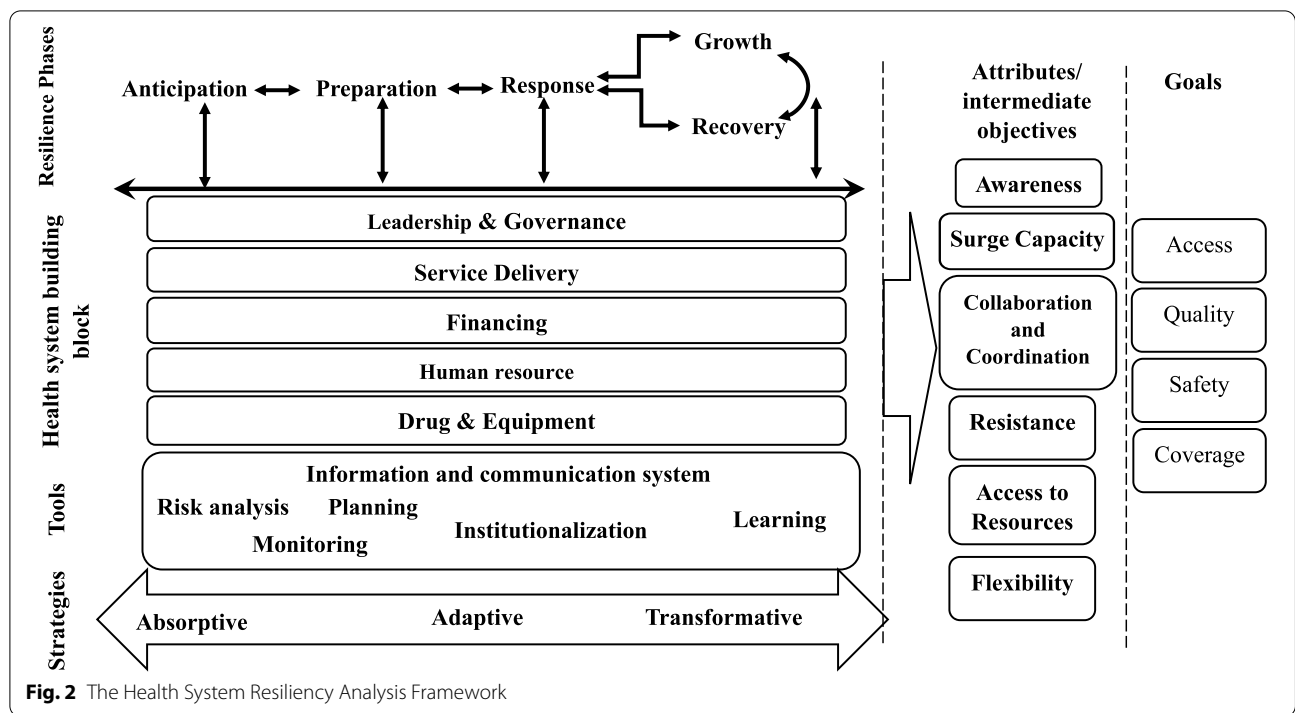 Resilience Phases
Anticipation
Preparation
Response
Growth
Recovery
Health system building
block
Leadership & Governance
Service Delivery
Financing
Human resource
Drug & Equipment
Tools
Information and communication system
Risk analysis
Planning
Monitoring
Institutionalization
Learning
Strategies
Absorptive
Adaptive
Transformative
Attributes/
intermediate
objectives
Awareness
Surge Capacity
Collaboration
and
Coordination
Resistance
Access to
Resources
Flexibility
Goals
Access
Quality
Safety
Coverage
Fig. 2 The Health System Resiliency Analysis Framework